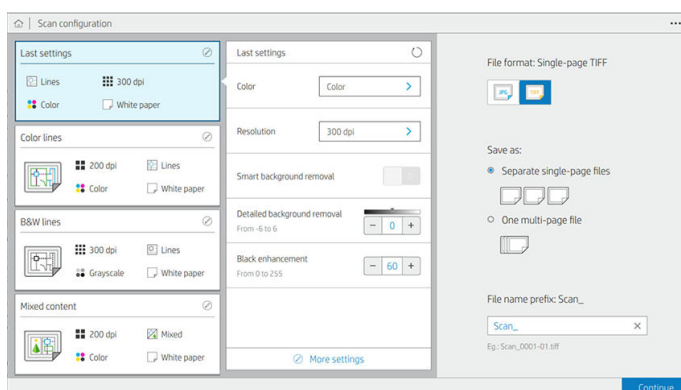 Scan configuration
Last settings
Lines
300 dpi
Color
White paper
Color lines
200 dpi
Lines
Color
White paper
B&W lines
300 dpi
Lines
Grayscale
White paper
Mixed content
200 dpi
Mixed
Color
White paper
Last settings
Color
Color
Resolution
300 dpi
Smart background removal
Detailed background removal
From -6 to 6
− 0 +
Black enhancement
From 0 to 255
− 60 +
More settings
File format: Single-page TIFF
JPG
TIFF
Save as:
Separate single-page files
One multi-page file
File name prefix: Scan_
Scan_
Eg.: Scan_0001-01.tiff
Continue